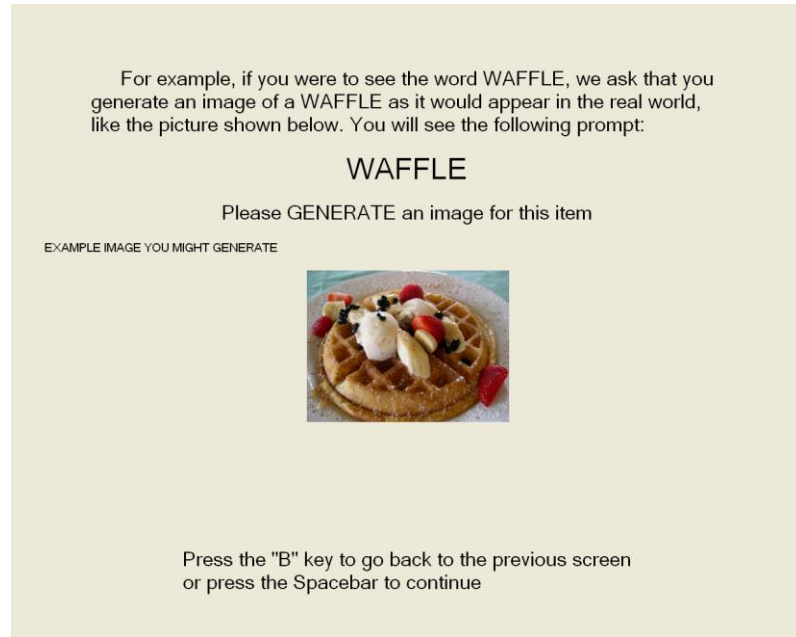 For example, if you were to see the word WAFFLE, we ask that you
generate an image of a WAFFLE as it would appear in the real world,
like the picture shown below. You will see the following prompt:
WAFFLE
Please GENERATE an image for this item
EXAMPLE IMAGE YOU MIGHT GENERATE
Press the "B" key to go back to the previous screen
or press the Spacebar to continue